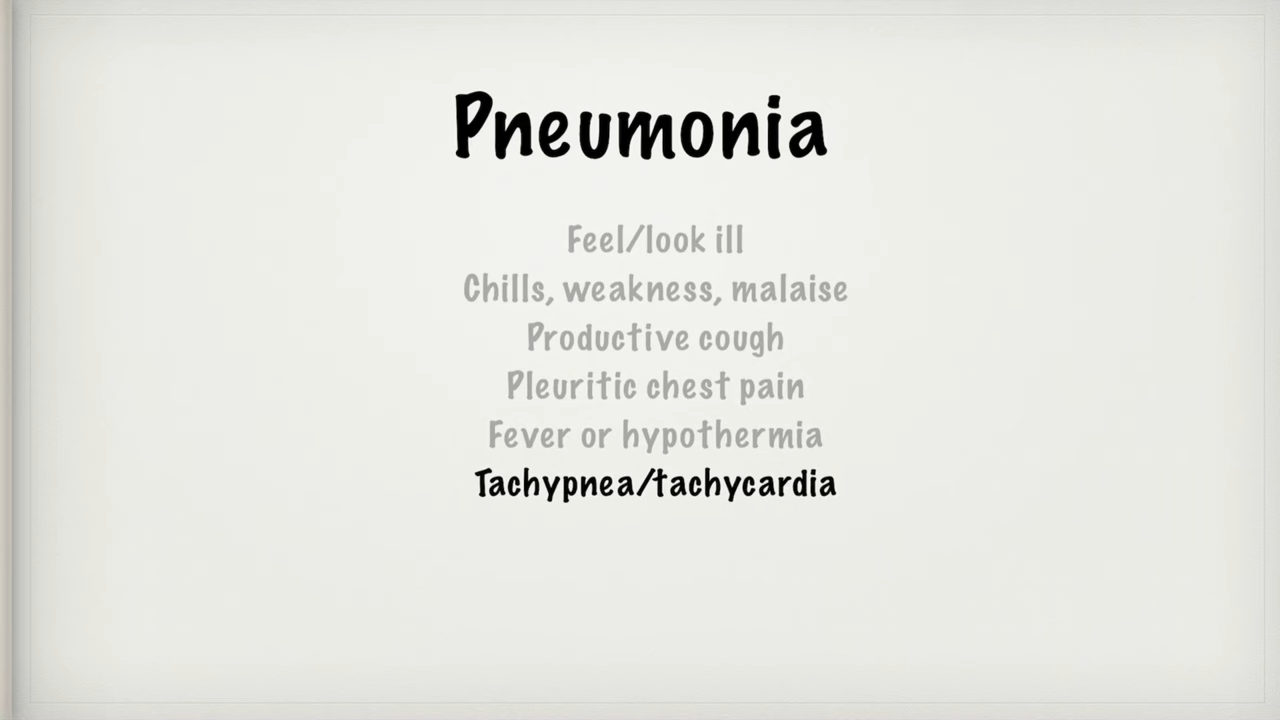 Pneumonia
Feel/look ill
Chills, weakness, malaise
Productive cough
Pleuritic chest pain
Fever or hypothermia
Tachypnea/tachycardia